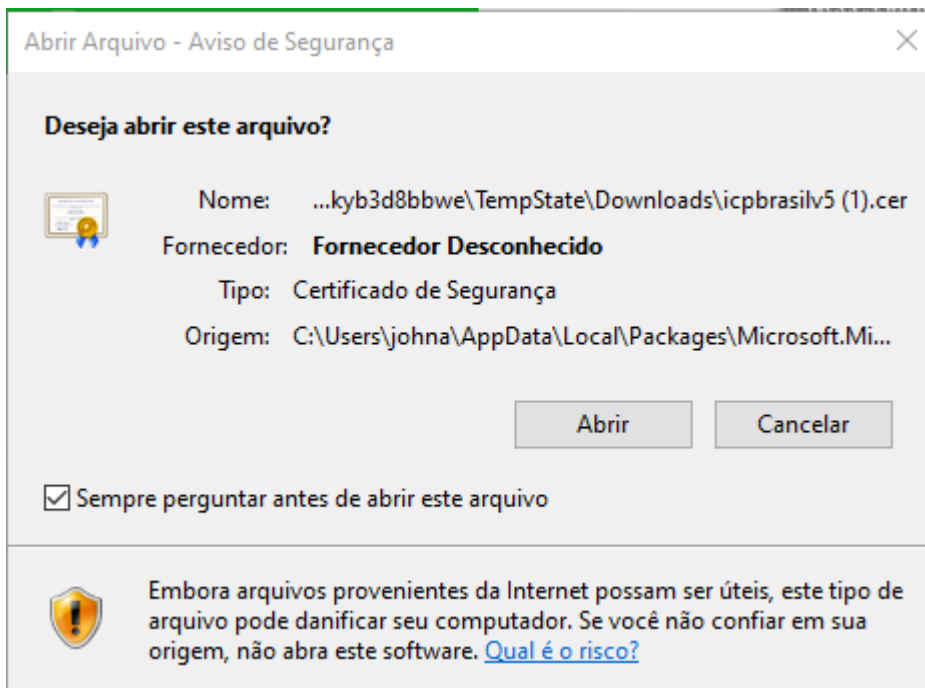 Abrir Arquivo - Aviso de Segurança
Deseja abrir este arquivo?
Nome: ...kyb3d8bbwe\TempState\Downloads\icpbrasilv5 (1).cer
Fornecedor: Fornecedor Desconhecido
Tipo: Certificado de Segurança
Origem: C:\Users\johna\AppData\Local\Packages\Microsoft.Mi...
Abrir Cancelar
Sempre perguntar antes de abrir este arquivo
Embora arquivos provenientes da Internet possam ser úteis, este tipo de
arquivo pode danificar seu computador. Se você não confiar em sua
origem, não abra este software. Qual é o risco?